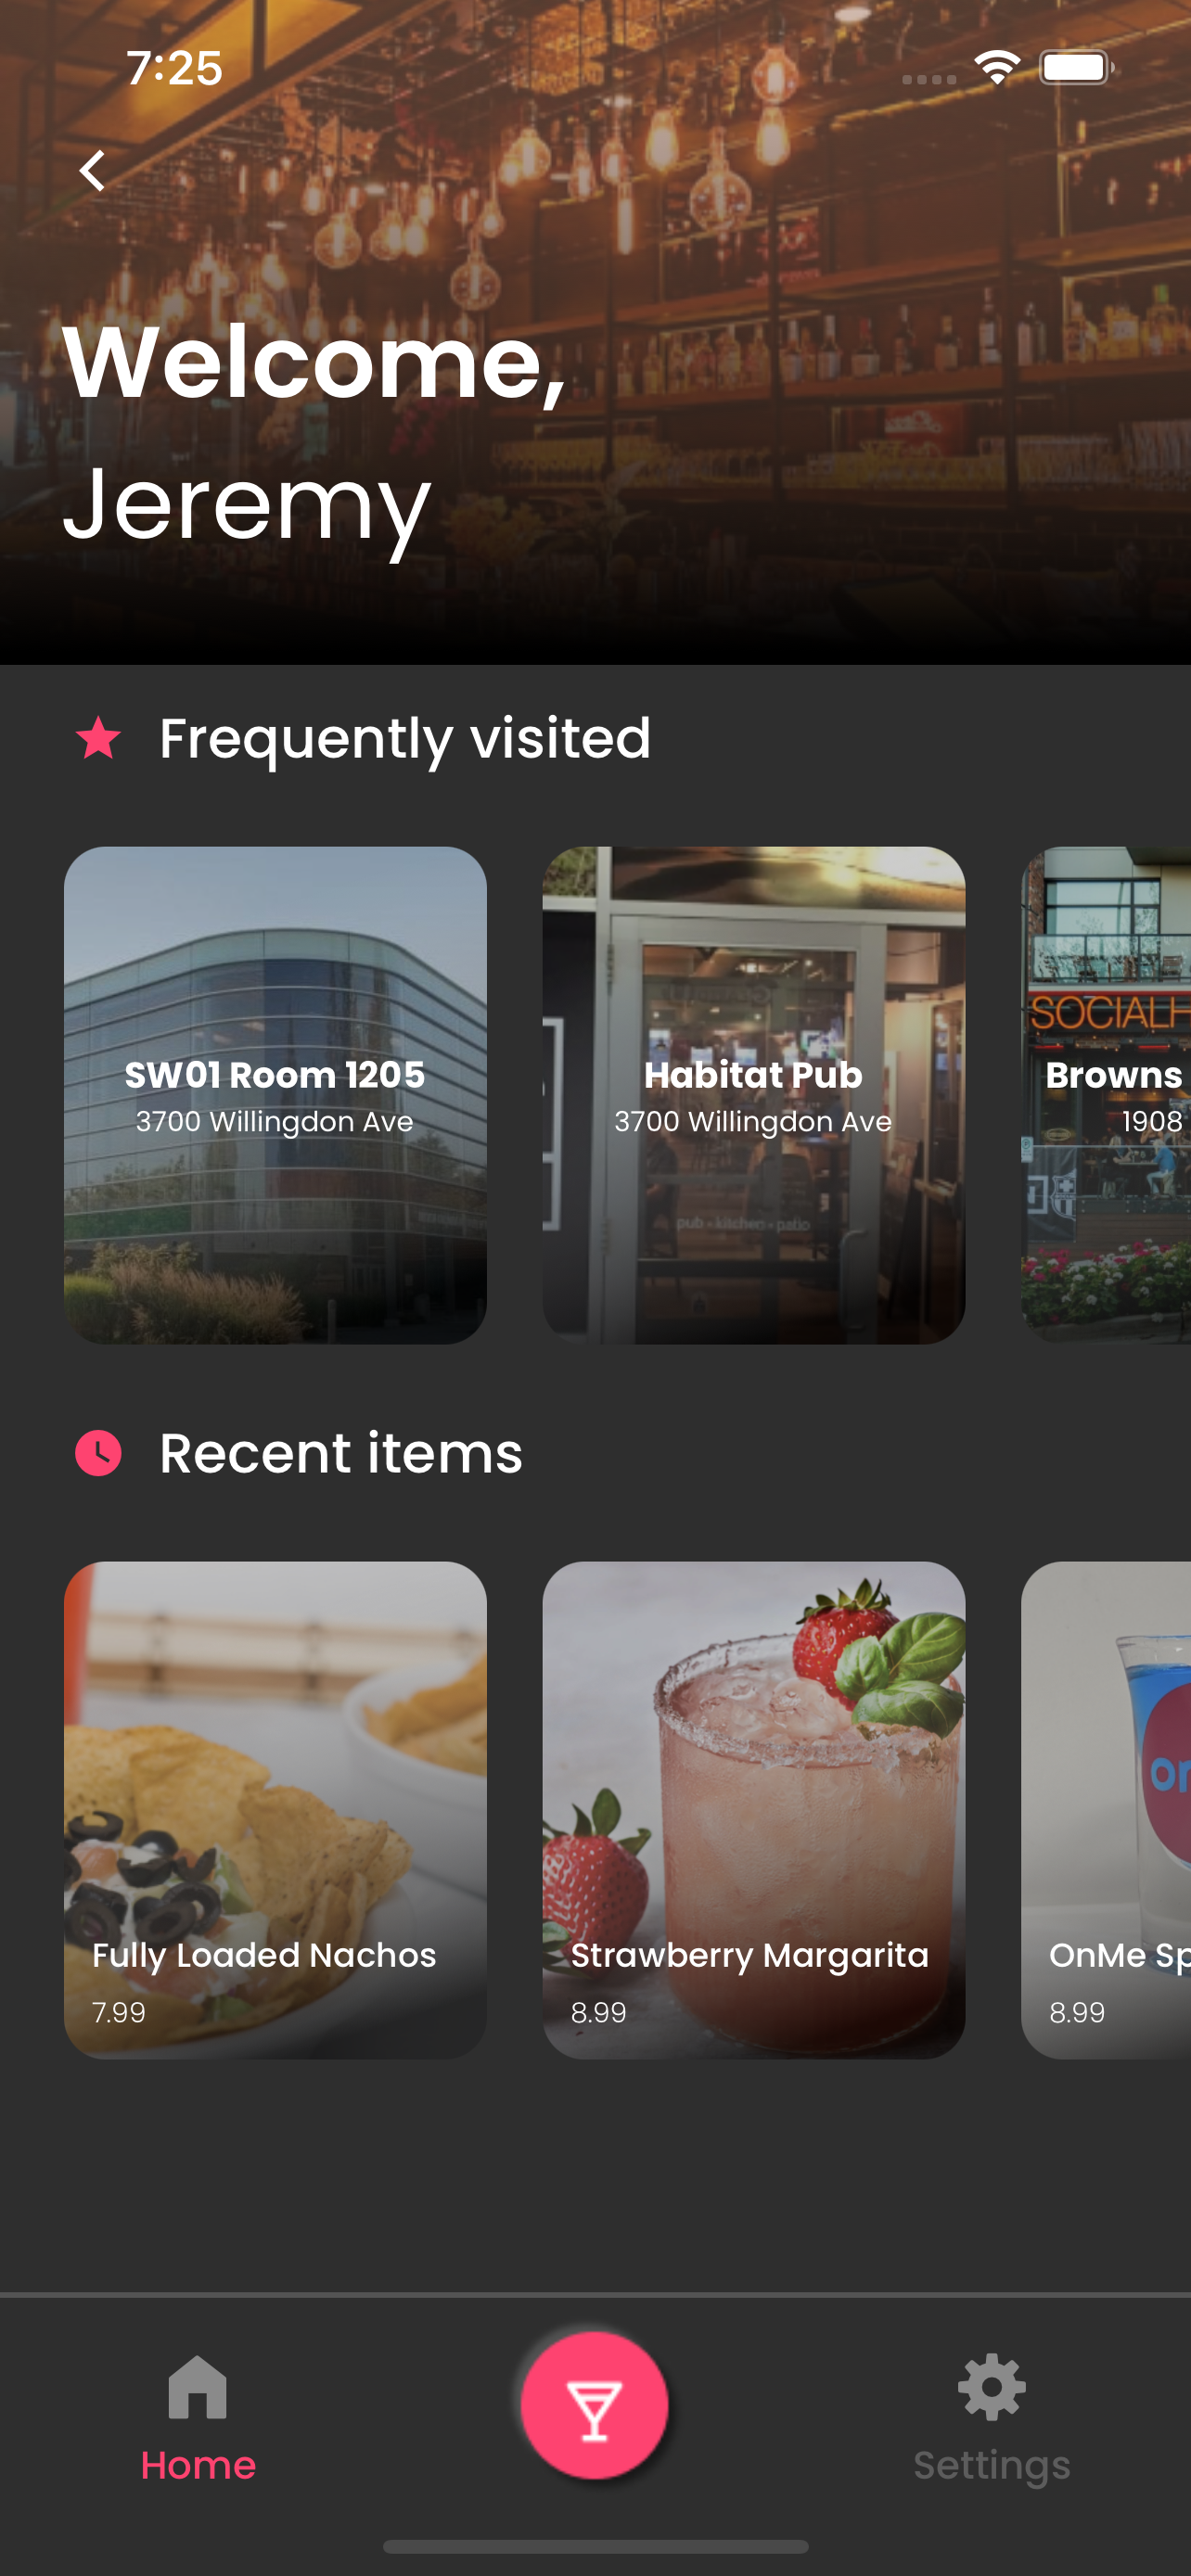 7:25
Welcome,
Jeremy
Frequently visited
SW01 Room 1205
3700 Willingdon Ave
Habitat Pub
3700 Willingdon Ave
pub • kitchen • patio
SOCIALH
Browns
1908
Recent items
Fully Loaded Nachos
7.99
Strawberry Margarita
8.99
on
OnMe Sp
8.99
Home
Settings